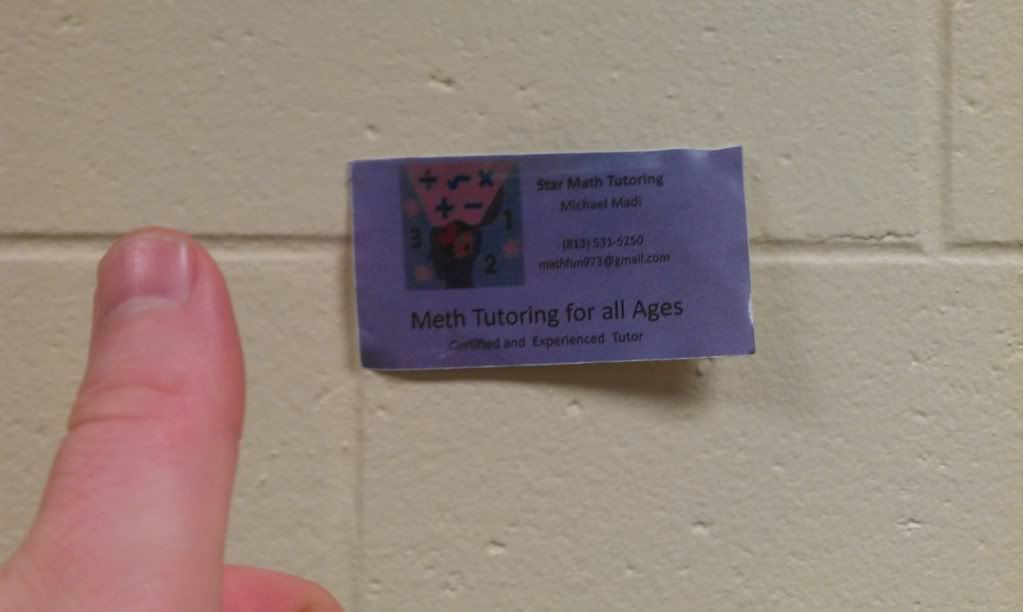 ÷ √ x
+ −
1
3
2
Star Math Tutoring
Michael Madi
(813) 531-5250
mathfun973@gmail.com
Meth Tutoring for all Ages
Certified and Experienced Tutor